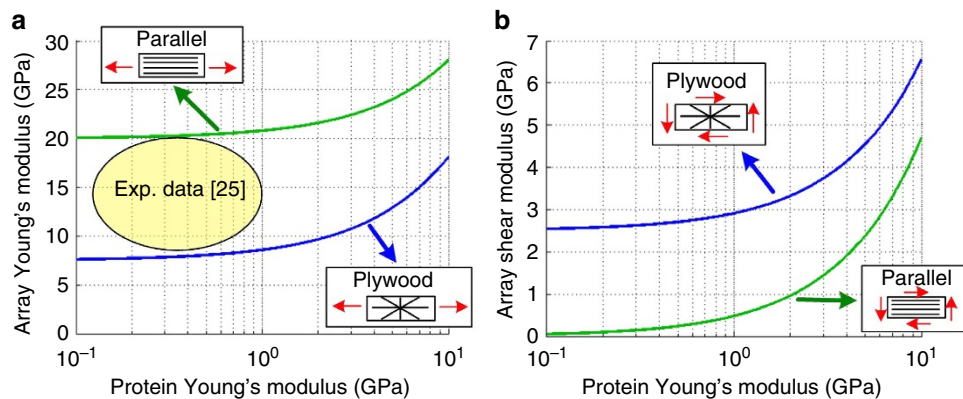 a
Array Young's modulus (GPa)
30
25
20
15
10
5
0
10⁻¹
10⁰
10¹
Protein Young's modulus (GPa)
Parallel
Exp. data [25]
Plywood
b
Array shear modulus (GPa)
7
6
5
4
3
2
1
0
10⁻¹
10⁰
10¹
Protein Young's modulus (GPa)
Plywood
Parallel